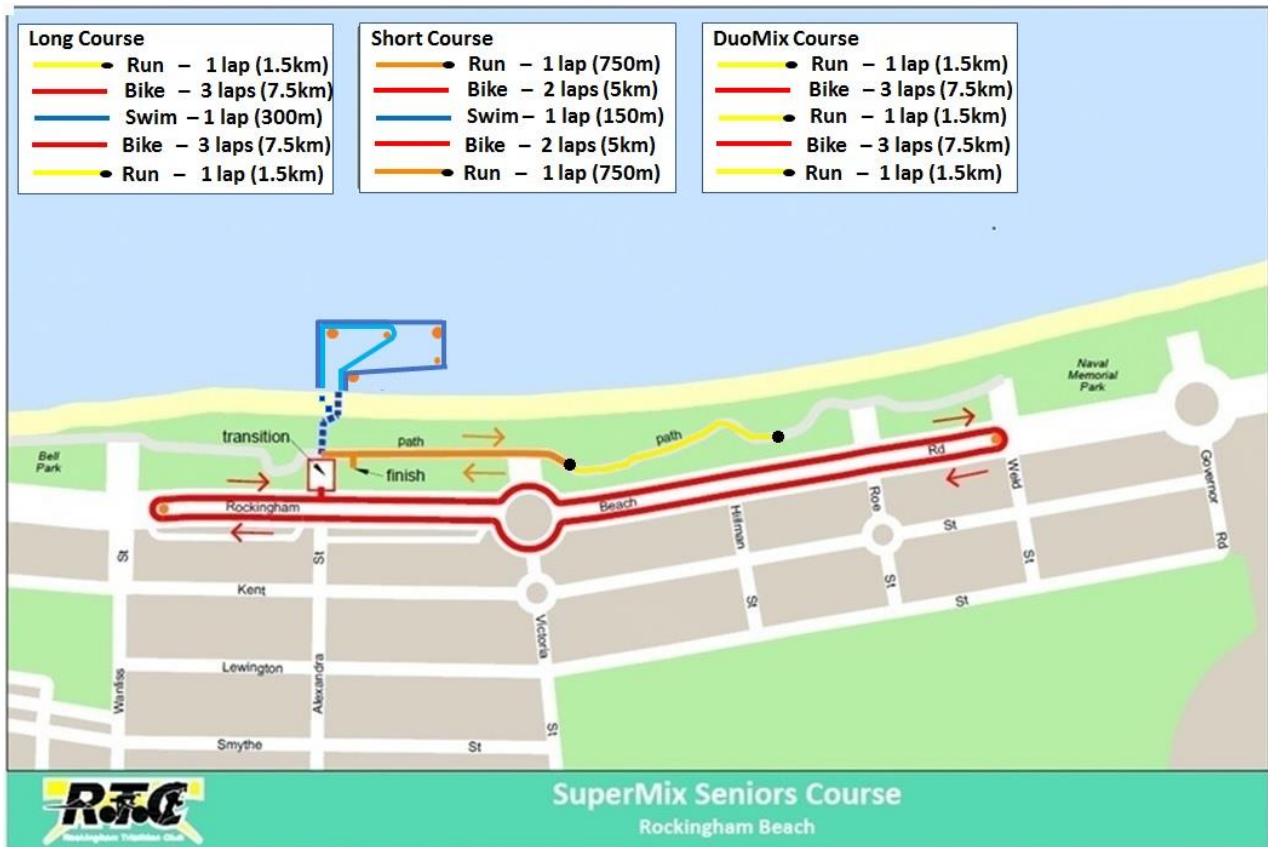 Long Course
Run – 1 lap (1.5km)
Bike – 3 laps (7.5km)
Swim – 1 lap (300m)
Bike – 3 laps (7.5km)
Run – 1 lap (1.5km)
Short Course
Run – 1 lap (750m)
Bike – 2 laps (5km)
Swim – 1 lap (150m)
Bike – 2 laps (5km)
Run – 1 lap (750m)
DuoMix Course
Run – 1 lap (1.5km)
Bike – 3 laps (7.5km)
Run – 1 lap (1.5km)
Bike – 3 laps (7.5km)
Run – 1 lap (1.5km)
Naval
Memorial
Park
transition
path
path
Bell
Park
finish
Rd
Rockingham
Beach
Weld
Governor
Roe
Hillman
St
Rd
St
St
Kent
St
St
St
St
Victoria
Lewington
Wanliss
Alexandra
St
Smythe
St
R.T.C
Rockingham Triathlon Club
SuperMix Seniors Course
Rockingham Beach